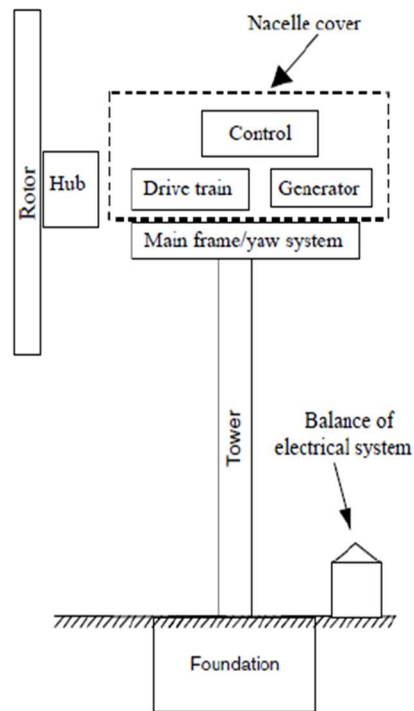 Nacelle cover
Control
Rotor
Hub
Drive train
Generator
Main frame/yaw system
Tower
Balance of
electrical system
Foundation